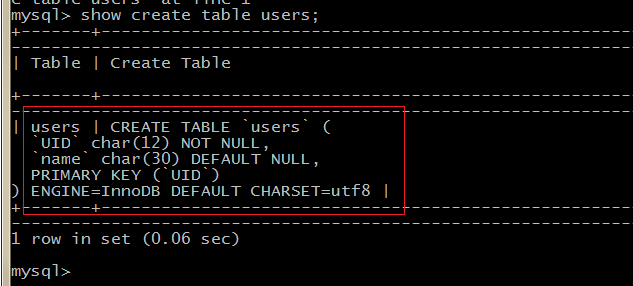 mysql> show create table users;
+-------+-----------------------------------------------------
-----------------------------------------------------------------
| Table | Create Table
+-------+-----------------------------------------------------
-----------------------------------------------------------------
| users | CREATE TABLE `users` (
`UID` char(12) NOT NULL,
`name` char(30) DEFAULT NULL,
PRIMARY KEY (`UID`)
) ENGINE=InnoDB DEFAULT CHARSET=utf8 |
+-------+-----------------------------------------------------
-----------------------------------------------------------------
1 row in set (0.06 sec)
mysql>